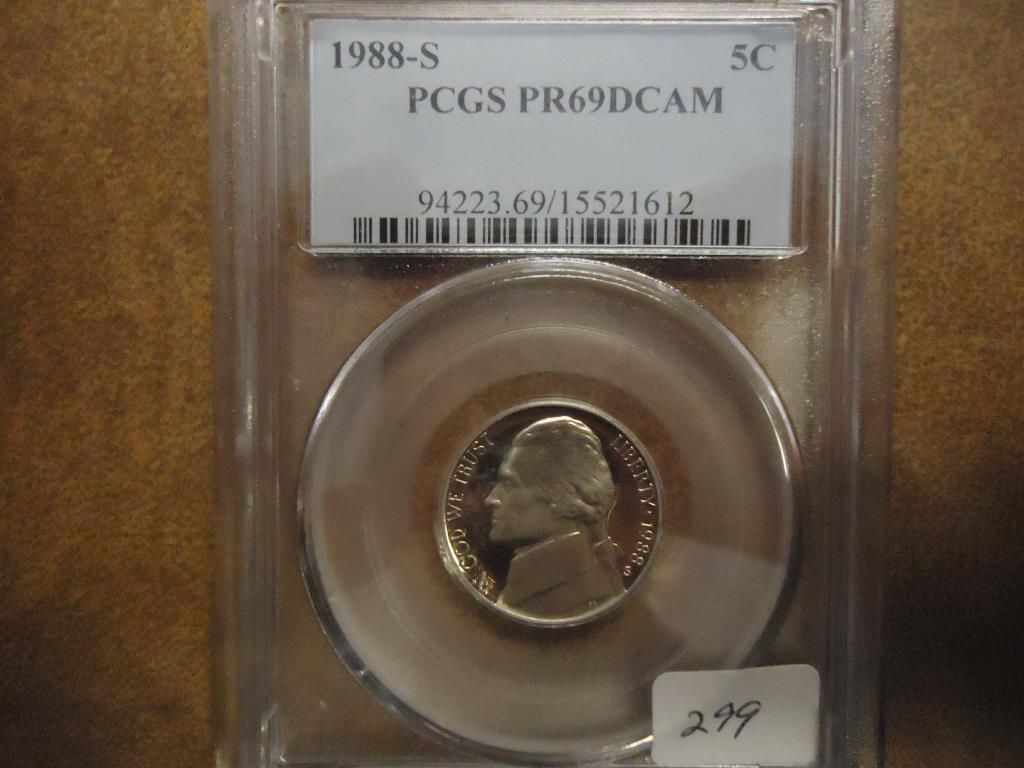 1988-S 5C
PCGS PR69DCAM
94223.69/15521612
IN GOD WE TRUST
LIBERTY · 1988 S
299